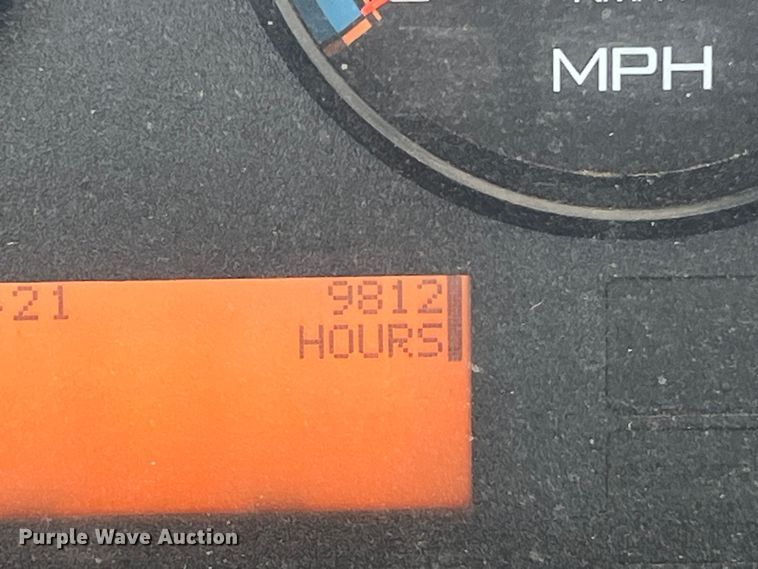 MPH
21 9812
HOURS
Purple Wave Auction